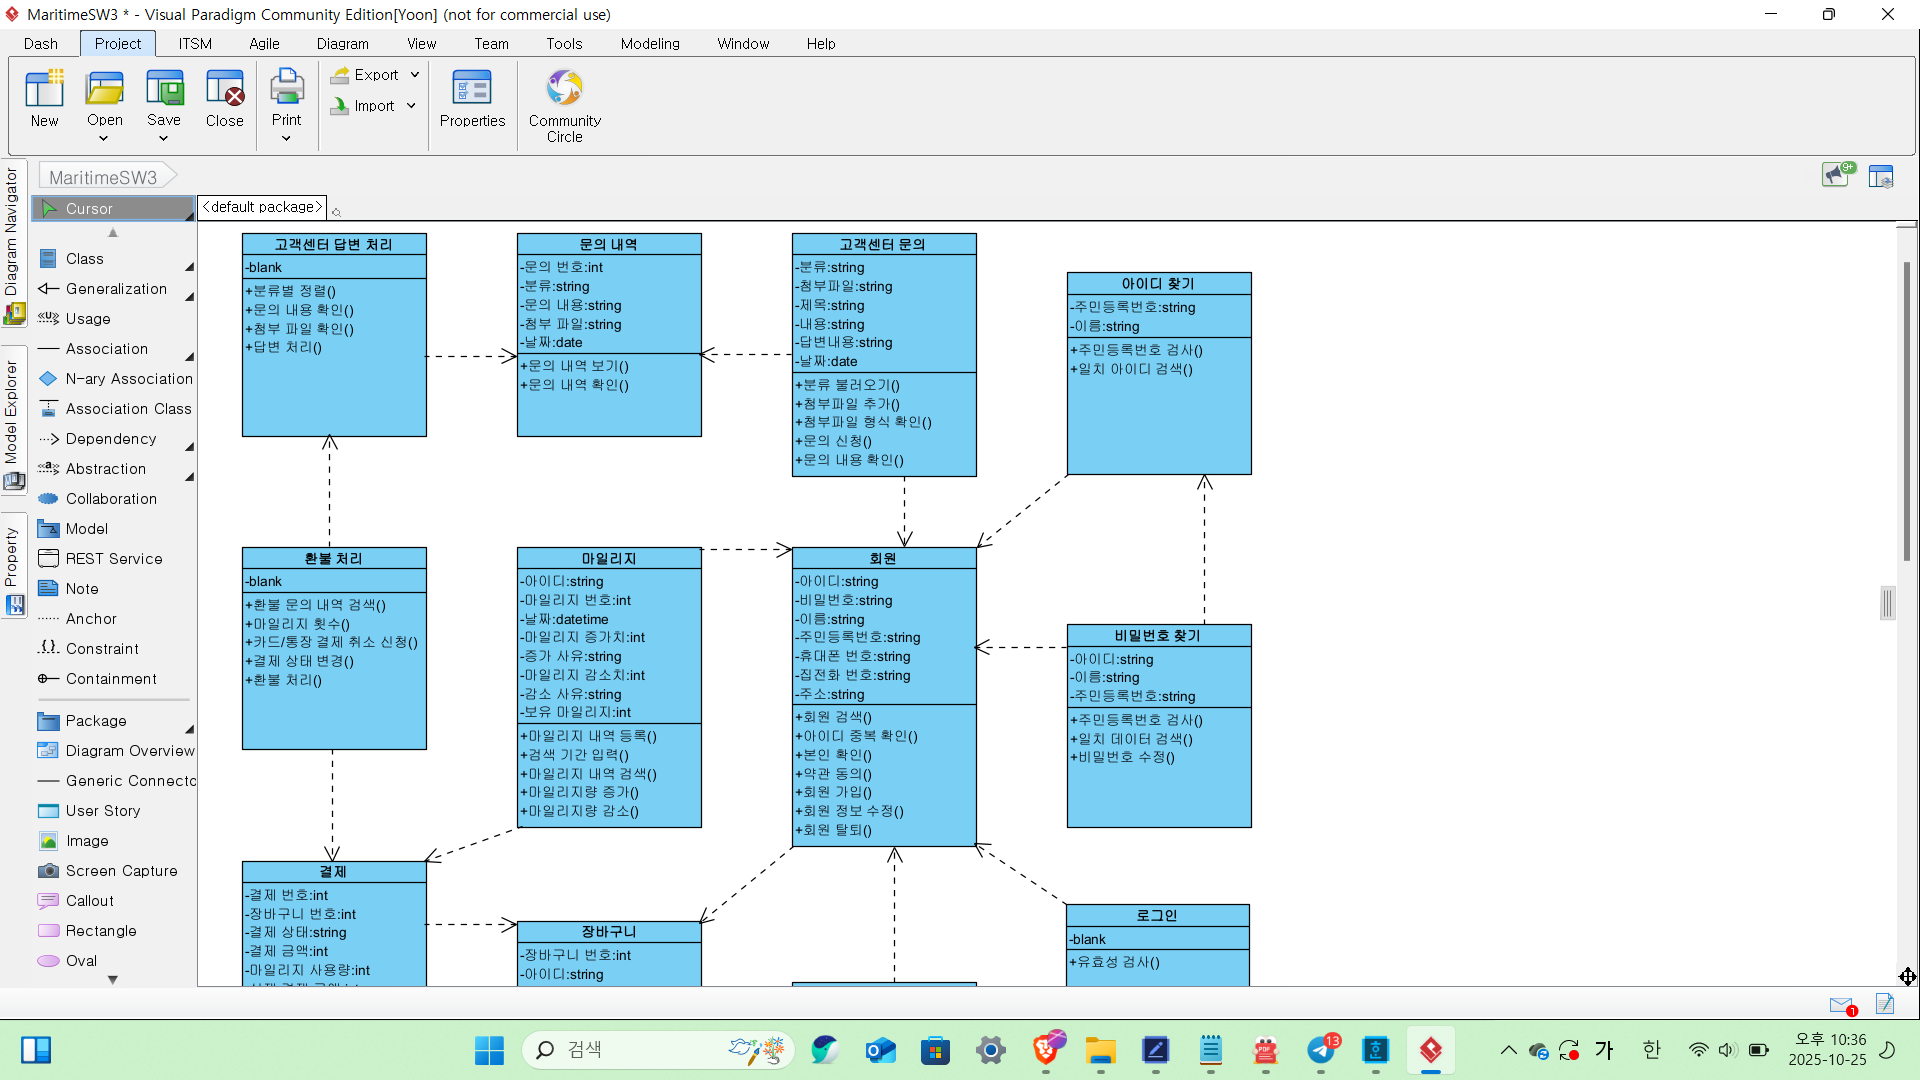 MaritimeSW3 * - Visual Paradigm Community Edition[Yoon] (not for commercial use)
Dash Project ITSM Agile Diagram View Team Tools Modeling Window Help
New Open Save Close Print Export Import Properties Community Circle
MaritimeSW3
9+
Diagram Navigator
Model Explorer
Property
Cursor
Class
Generalization
Usage
Association
N-ary Association
Association Class
Dependency
Abstraction
Collaboration
Model
REST Service
Note
Anchor
Constraint
Containment
Package
Diagram Overview
Generic Connecto
User Story
Image
Screen Capture
Callout
Rectangle
Oval
<default package>
고객센터 답변 처리
-blank
+분류별 정렬()
+문의 내용 확인()
+첨부 파일 확인()
+답변 처리()
문의 내역
-문의 번호:int
-분류:string
-문의 내용:string
-첨부 파일:string
-날짜:date
+문의 내역 보기()
+문의 내역 확인()
고객센터 문의
-분류:string
-첨부파일:string
-제목:string
-내용:string
-답변내용:string
-날짜:date
+분류 불러오기()
+첨부파일 추가()
+첨부파일 형식 확인()
+문의 신청()
+문의 내용 확인()
아이디 찾기
-주민등록번호:string
-이름:string
+주민등록번호 검사()
+일치 아이디 검색()
환불 처리
-blank
+환불 문의 내역 검색()
+마일리지 횟수()
+카드/통장 결제 취소 신청()
+결제 상태 변경()
+환불 처리()
마일리지
-아이디:string
-마일리지 번호:int
-날짜:datetime
-마일리지 증가치:int
-증가 사유:string
-마일리지 감소치:int
-감소 사유:string
-보유 마일리지:int
+마일리지 내역 등록()
+검색 기간 입력()
+마일리지 내역 검색()
+마일리지량 증가()
+마일리지량 감소()
회원
-아이디:string
-비밀번호:string
-이름:string
-주민등록번호:string
-휴대폰 번호:string
-집전화 번호:string
-주소:string
+회원 검색()
+아이디 중복 확인()
+본인 확인()
+약관 동의()
+회원 가입()
+회원 정보 수정()
+회원 탈퇴()
비밀번호 찾기
-아이디:string
-이름:string
-주민등록번호:string
+주민등록번호 검사()
+일치 데이터 검색()
+비밀번호 수정()
결제
-결제 번호:int
-장바구니 번호:int
-결제 상태:string
-결제 금액:int
-마일리지 사용량:int
장바구니
-장바구니 번호:int
-아이디:string
로그인
-blank
+유효성 검사()
1
검색
PDF
13
훈
가
한
오후 10:36
2025-10-25